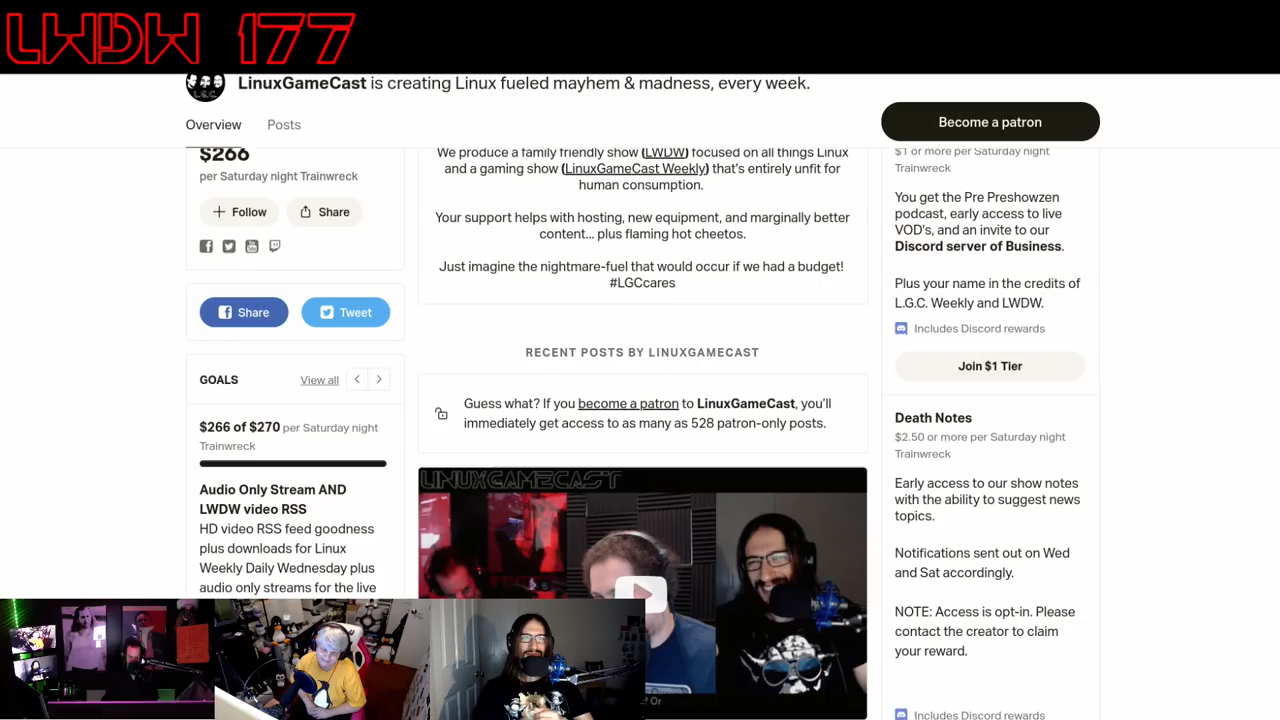 LWDW 177
LinuxGameCast is creating Linux fueled mayhem & madness, every week.
Overview
Posts
Become a patron
$266
per Saturday night Trainwreck
Follow
Share
Share
Tweet
GOALS
View all
$266 of $270 per Saturday night
Trainwreck
Audio Only Stream AND
LWDW video RSS
HD video RSS feed goodness
plus downloads for Linux
Weekly Daily Wednesday plus
audio only streams for the live
We produce a family friendly show (LWDW) focused on all things Linux
and a gaming show (LinuxGameCast Weekly) that's entirely unfit for
human consumption.
Your support helps with hosting, new equipment, and marginally better
content... plus flaming hot cheetos.
Just imagine the nightmare-fuel that would occur if we had a budget!
#LGCcares
RECENT POSTS BY LINUXGAMECAST
Guess what? If you become a patron to LinuxGameCast, you'll
immediately get access to as many as 528 patron-only posts.
LINUXGAMECAST
? Or
$1 or more per Saturday night
Trainwreck
You get the Pre Preshowzen
podcast, early access to live
VOD's, and an invite to our
Discord server of Business.
Plus your name in the credits of
L.G.C. Weekly and LWDW.
Includes Discord rewards
Join $1 Tier
Death Notes
$2.50 or more per Saturday night
Trainwreck
Early access to our show notes
with the ability to suggest news
topics.
Notifications sent out on Wed
and Sat accordingly.
NOTE: Access is opt-in. Please
contact the creator to claim
your reward.
Includes Discord rewards